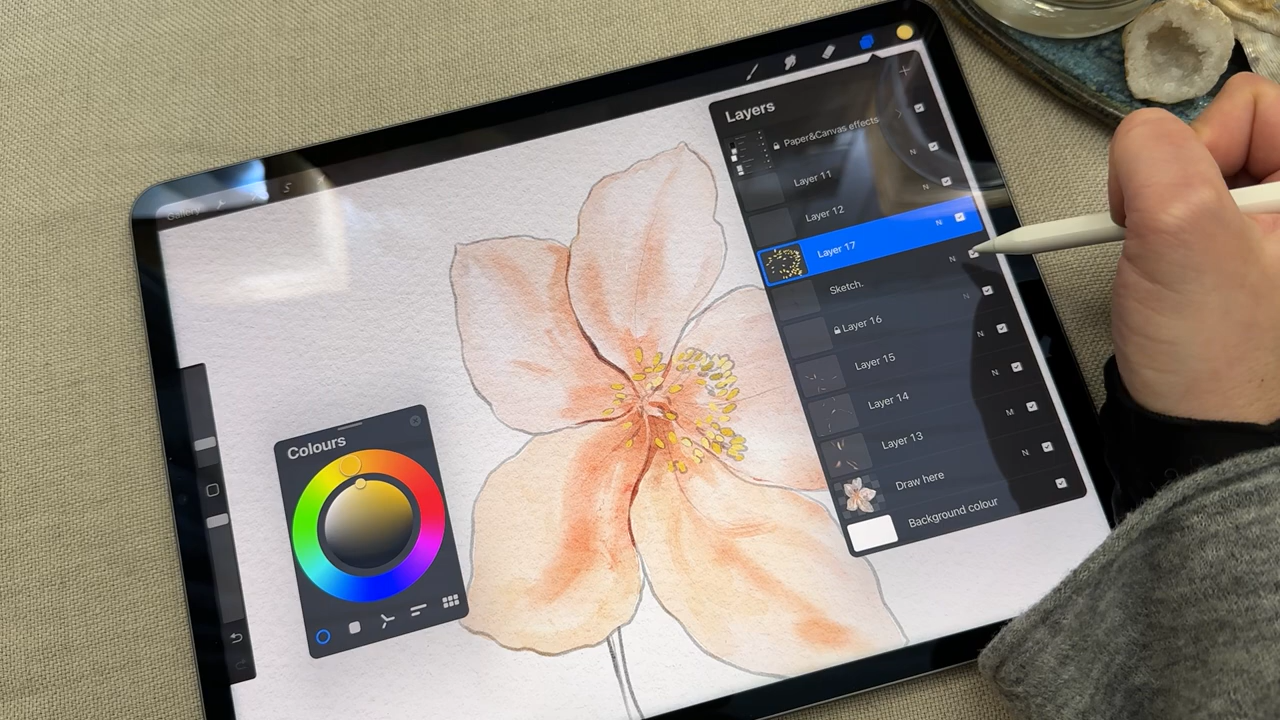 Gallery
S
Layers
Paper&Canvas effects
Layer 11
N
Layer 12
N
Layer 17
N
Sketch.
N
Layer 16
N
Layer 15
N
Layer 14
N
Layer 13
M
Draw here
N
Background colour
Colours